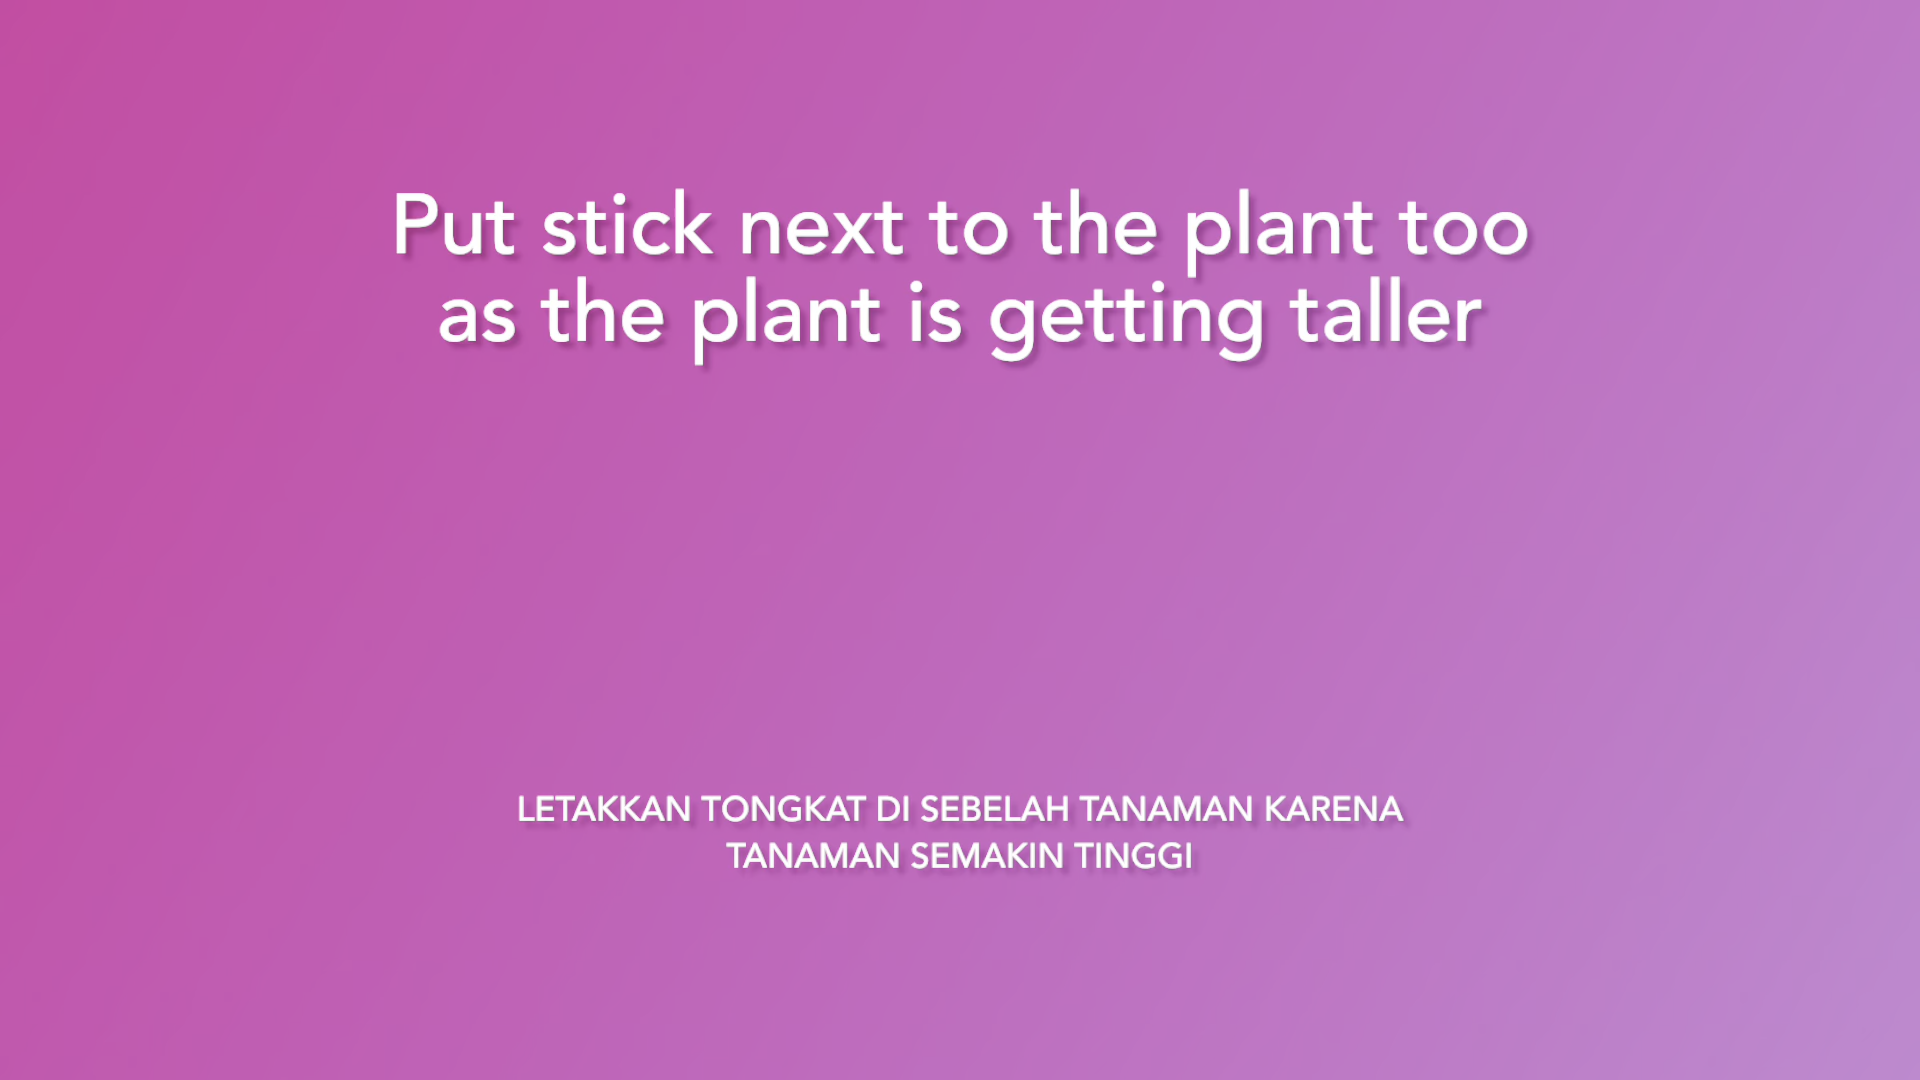 Put stick next to the plant too
as the plant is getting taller
LETAKKAN TONGKAT DI SEBELAH TANAMAN KARENA
TANAMAN SEMAKIN TINGGI